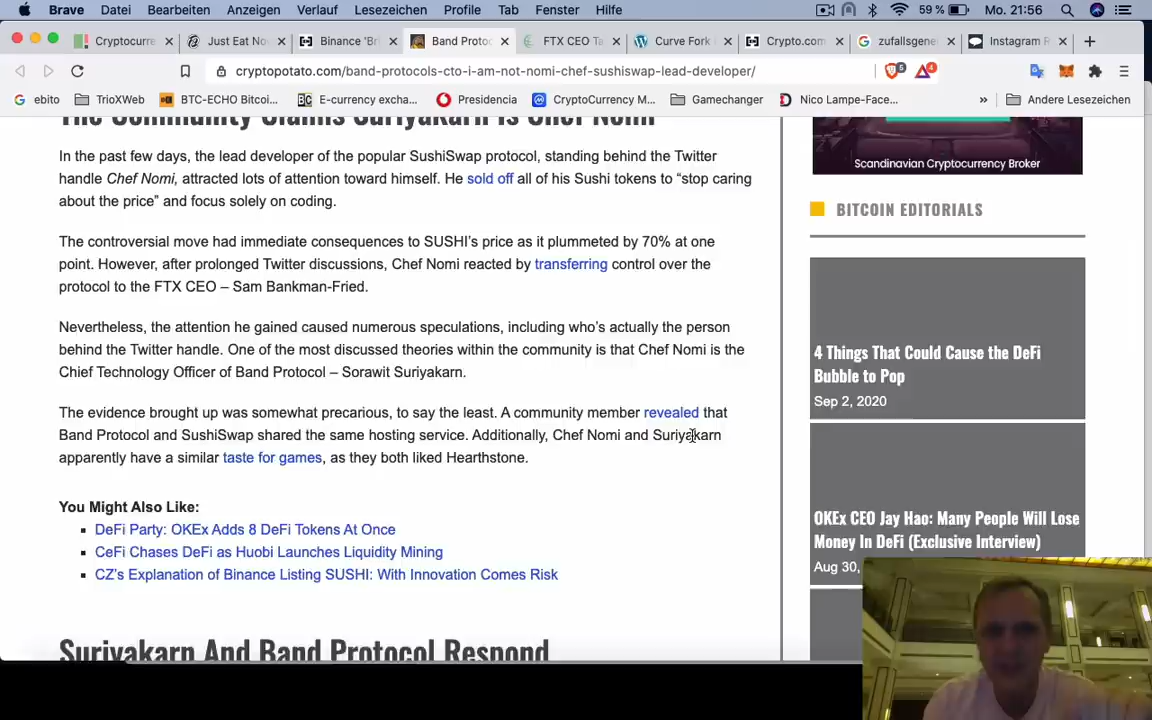 Brave Datei Bearbeiten Anzeigen Verlauf Lesezeichen Profile Tab Fenster Hilfe 59 % Mo. 21:56
Cryptocurre Just Eat No Binance 'Br Band Proto FTX CEO Ta Curve Fork Crypto.com zufallsgene Instagram R
cryptopotato.com/band-protocols-cto-i-am-not-nomi-chef-sushiswap-lead-developer/ 5 4
ebito TrioXWeb BTC-ECHO Bitcoi... E-currency excha... Presidencia CryptoCurrency M... Gamechanger Nico Lampe-Face... » Andere Lesezeichen
The Community Claims Suriyakarn Is Chef Nomi
In the past few days, the lead developer of the popular SushiSwap protocol, standing behind the Twitter
handle Chef Nomi, attracted lots of attention toward himself. He sold off all of his Sushi tokens to “stop caring
about the price” and focus solely on coding.
The controversial move had immediate consequences to SUSHI’s price as it plummeted by 70% at one
point. However, after prolonged Twitter discussions, Chef Nomi reacted by transferring control over the
protocol to the FTX CEO – Sam Bankman-Fried.
Nevertheless, the attention he gained caused numerous speculations, including who’s actually the person
behind the Twitter handle. One of the most discussed theories within the community is that Chef Nomi is the
Chief Technology Officer of Band Protocol – Sorawit Suriyakarn.
The evidence brought up was somewhat precarious, to say the least. A community member revealed that
Band Protocol and SushiSwap shared the same hosting service. Additionally, Chef Nomi and Suriyakarn
apparently have a similar taste for games, as they both liked Hearthstone.
You Might Also Like:
DeFi Party: OKEx Adds 8 DeFi Tokens At Once
CeFi Chases DeFi as Huobi Launches Liquidity Mining
CZ’s Explanation of Binance Listing SUSHI: With Innovation Comes Risk
Suriyakarn And Band Protocol Respond
Scandinavian Cryptocurrency Broker
BITCOIN EDITORIALS
4 Things That Could Cause the DeFi
Bubble to Pop
Sep 2, 2020
OKEx CEO Jay Hao: Many People Will Lose
Money In DeFi (Exclusive Interview)
Aug 30,